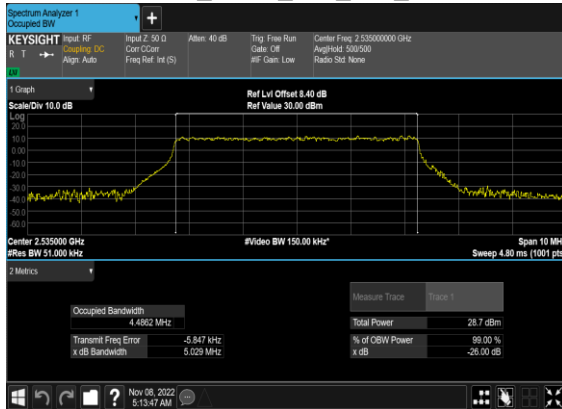 Spectrum Analyzer 1
Occupied BW
KEYSIGHT
R T
LXI
Input: RF
Coupling: DC
Align: Auto
Input Z: 50 Ω
Corr CCorr
Freq Ref: Int (S)
Atten: 40 dB
Trig: Free Run
Gate: Off
#IF Gain: Low
Center Freq: 2.535000000 GHz
Avg|Hold: 500/500
Radio Std: None
1 Graph
Scale/Div 10.0 dB
Ref Lvl Offset 8.40 dB
Ref Value 30.00 dBm
Log
20.0
10.0
0.00
-10.0
-20.0
-30.0
-40.0
-50.0
-60.0
Center 2.535000 GHz
#Res BW 51.000 kHz
#Video BW 150.00 kHz*
Span 10 MH
Sweep 4.80 ms (1001 pts
2 Metrics
Occupied Bandwidth
4.4862 MHz
Transmit Freq Error -5.847 kHz
x dB Bandwidth 5.029 MHz
Measure Trace Trace 1
Total Power 28.7 dBm
% of OBW Power 99.00 %
x dB -26.00 dB
Nov 08, 2022
5:13:47 AM